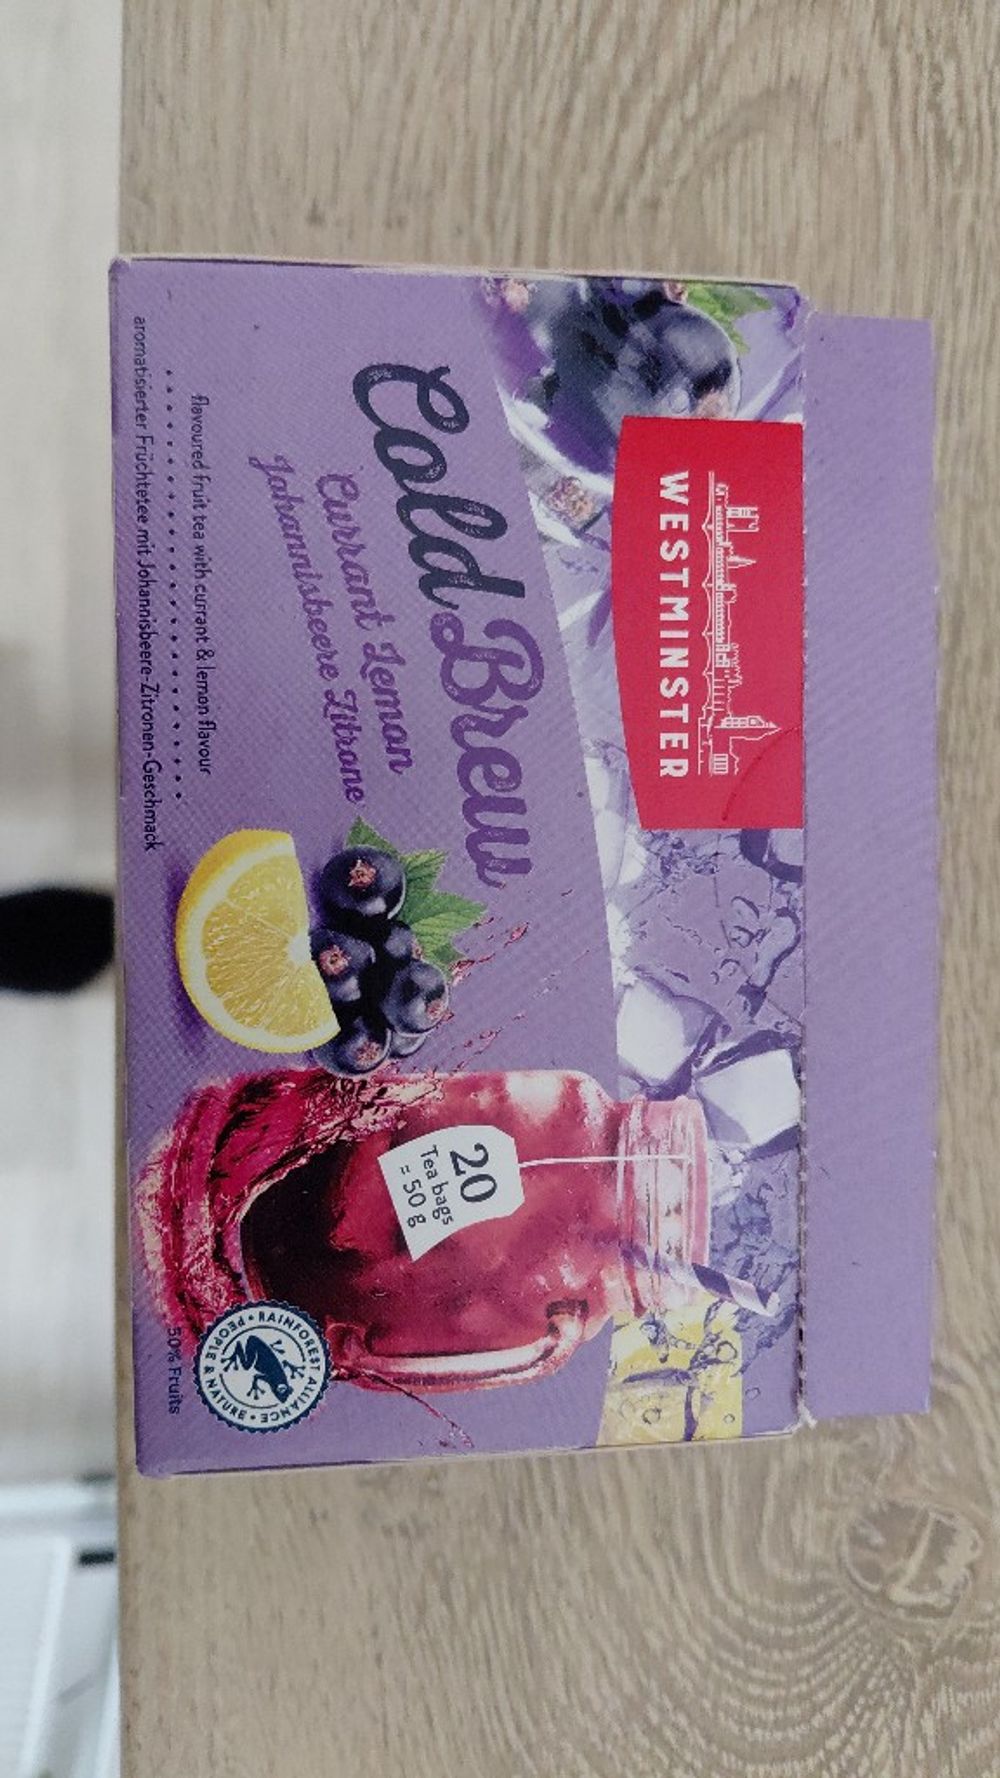 WESTMINSTER
Cold Brew
Currant Lemon
Johannisbeere Zitrone
flavoured fruit tea with currant & lemon flavour
aromatisierter Früchtetee mit Johannisbeere-Zitronen-Geschmack
20
Tea bags
= 50 g
RAINFOREST ALLIANCE
PEOPLE & NATURE
50% Fruits